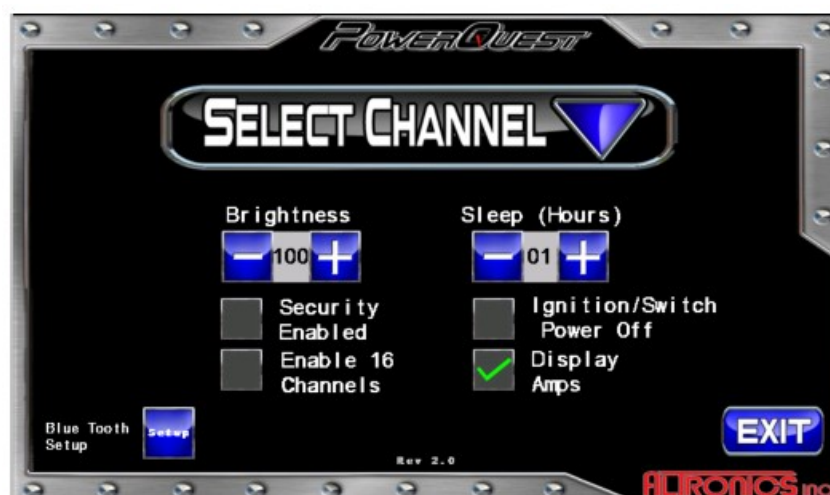 PowerQuest
SELECT CHANNEL
Brightness
Sleep (Hours)
100
01
Security
Enabled
Ignition/Switch
Power Off
Enable 16
Channels
Display
Amps
Blue Tooth
Setup
Setup
EXIT
Rev 2.0
ALTRONICS INC